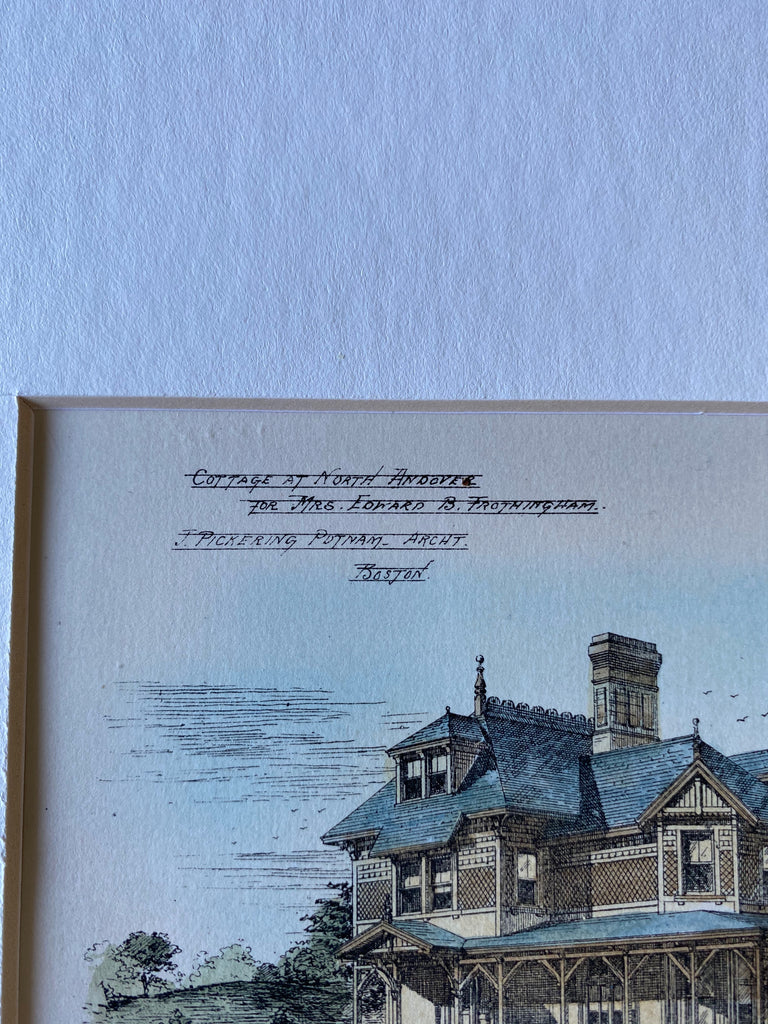 COTTAGE AT NORTH ANDOVER
FOR MRS. EDWARD B. FROTHINGHAM.
J. PICKERING PUTNAM - ARCHT.
BOSTON.